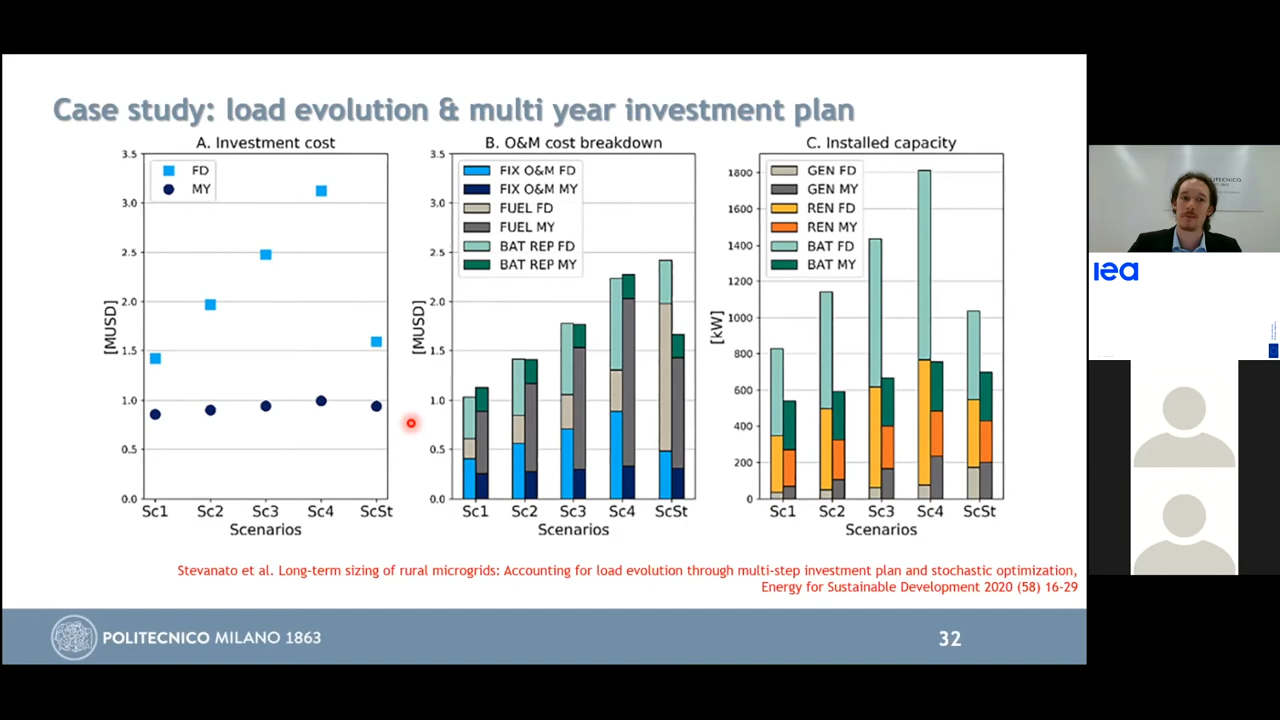 Case study: load evolution & multi year investment plan
A. Investment cost
3.5
3.0
2.5
2.0
1.5
1.0
0.5
0.0
[MUSD]
FD
MY
Sc1 Sc2 Sc3 Sc4 ScSt
Scenarios
B. O&M cost breakdown
3.5
3.0
2.5
2.0
1.5
1.0
0.5
0.0
[MUSD]
FIX O&M FD
FIX O&M MY
FUEL FD
FUEL MY
BAT REP FD
BAT REP MY
Sc1 Sc2 Sc3 Sc4 ScSt
Scenarios
C. Installed capacity
1800
1600
1400
1200
1000
800
600
400
200
0
[kW]
GEN FD
GEN MY
REN FD
REN MY
BAT FD
BAT MY
Sc1 Sc2 Sc3 Sc4 ScSt
Scenarios
Stevanato et al. Long-term sizing of rural microgrids: Accounting for load evolution through multi-step investment plan and stochastic optimization,
Energy for Sustainable Development 2020 (58) 16-29
POLITECNICO MILANO 1863
32
iea